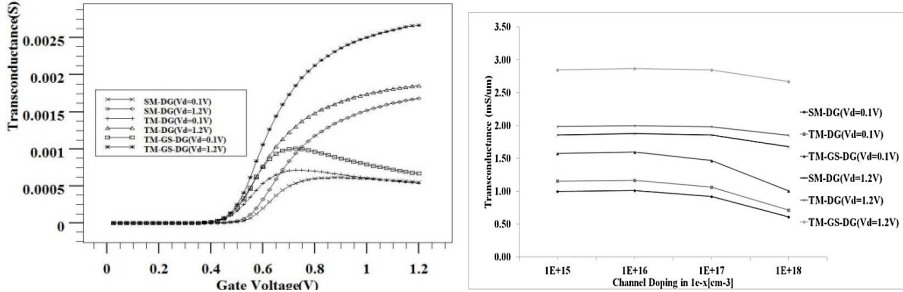 Transconductance(S)
0.0025
0.002
0.0015
0.001
0.0005
0
SM-DG(Vd=0.1V)
SM-DG(Vd=1.2V)
TM-DG(Vd=0.1V)
TM-DG(Vd=1.2V)
TM-GS-DG(Vd=0.1V)
TM-GS-DG(Vd=1.2V)
0 0.2 0.4 0.6 0.8 1 1.2
Gate Voltage(V)
Transconductance (mS/um)
3.50
3.00
2.50
2.00
1.50
1.00
0.50
0.00
SM-DG(Vd=0.1V)
TM-DG(Vd=0.1V)
TM-GS-DG(Vd=0.1V)
SM-DG(Vd=1.2V)
TM-DG(Vd=1.2V)
TM-GS-DG(Vd=1.2V)
1E+15 1E+16 1E+17 1E+18
Channel Doping in 1e-x[cm-3]